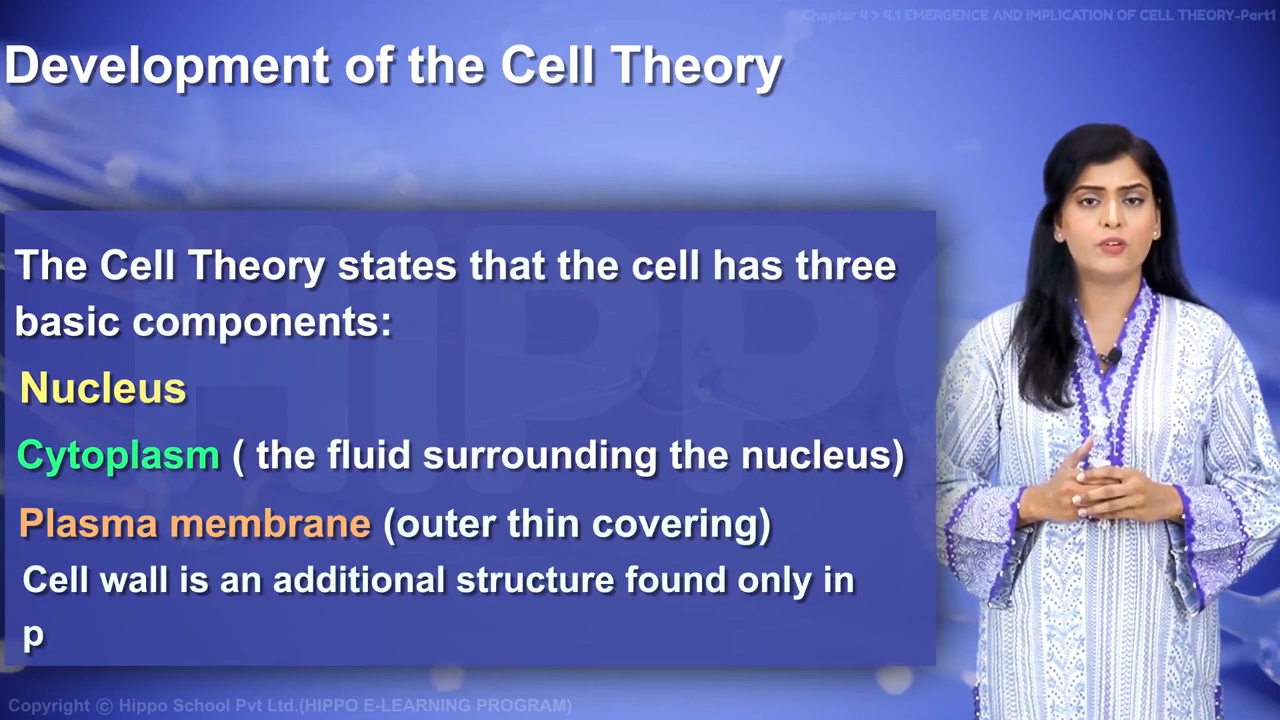 Chapter 4 > 4.1 EMERGENCE AND IMPLICATION OF CELL THEORY-Part1
Development of the Cell Theory
HIPPO
The Cell Theory states that the cell has three
basic components:
Nucleus
Cytoplasm ( the fluid surrounding the nucleus)
Plasma membrane (outer thin covering)
Cell wall is an additional structure found only in
p
Copyright © Hippo School Pvt Ltd.(HIPPO E-LEARNING PROGRAM)